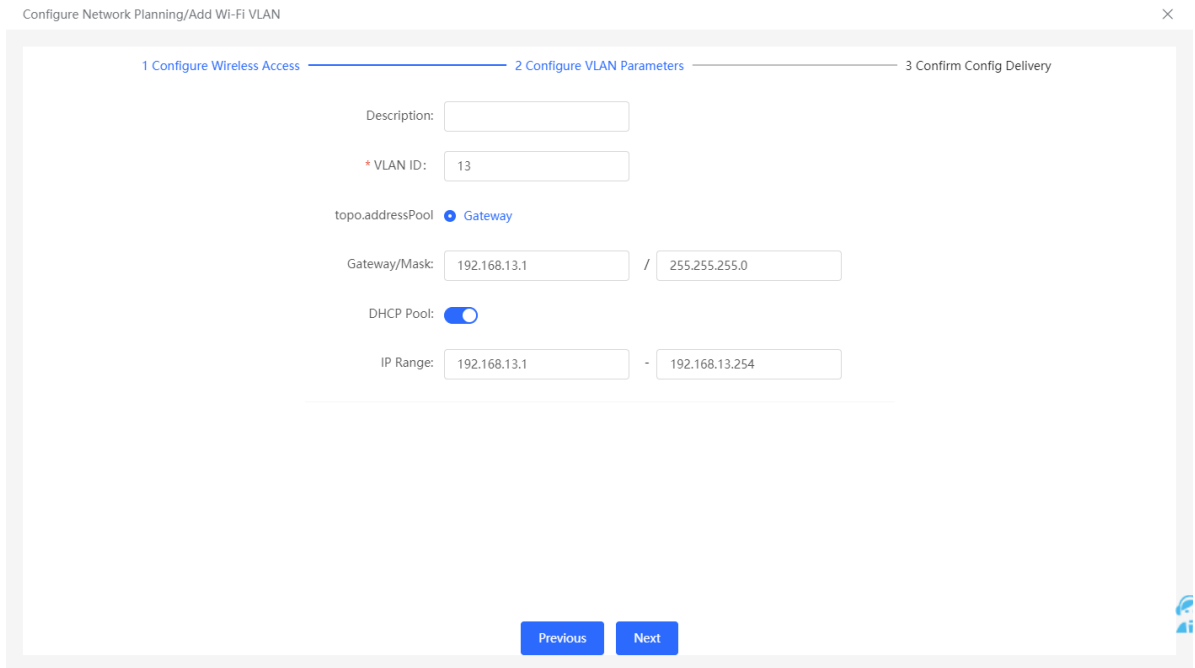 Configure Network Planning/Add Wi-Fi VLAN
1 Configure Wireless Access 2 Configure VLAN Parameters 3 Confirm Config Delivery
Description:
* VLAN ID: 13
topo.addressPool Gateway
Gateway/Mask: 192.168.13.1 / 255.255.255.0
DHCP Pool:
IP Range: 192.168.13.1 - 192.168.13.254
Previous Next